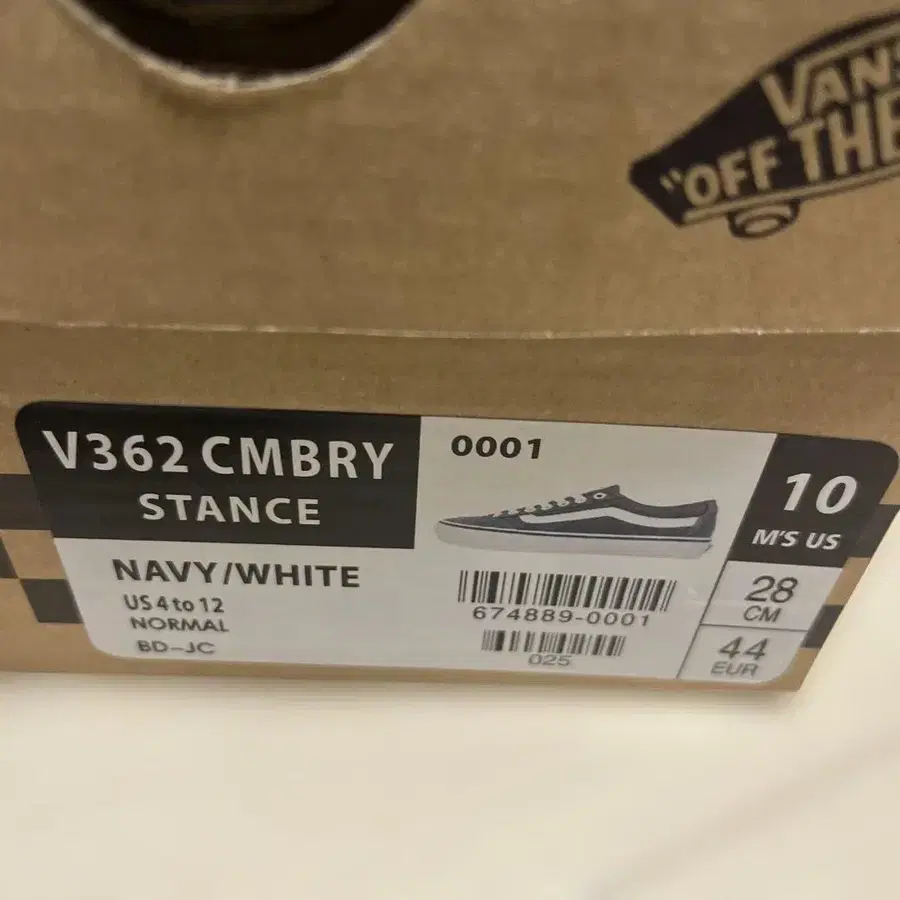 VANS
"OFF THE
V362 CMBRY
STANCE
NAVY/WHITE
US 4 to 12
NORMAL
BD-JC
0001
674889-0001
025
10
M'S US
28
CM
44
EUR